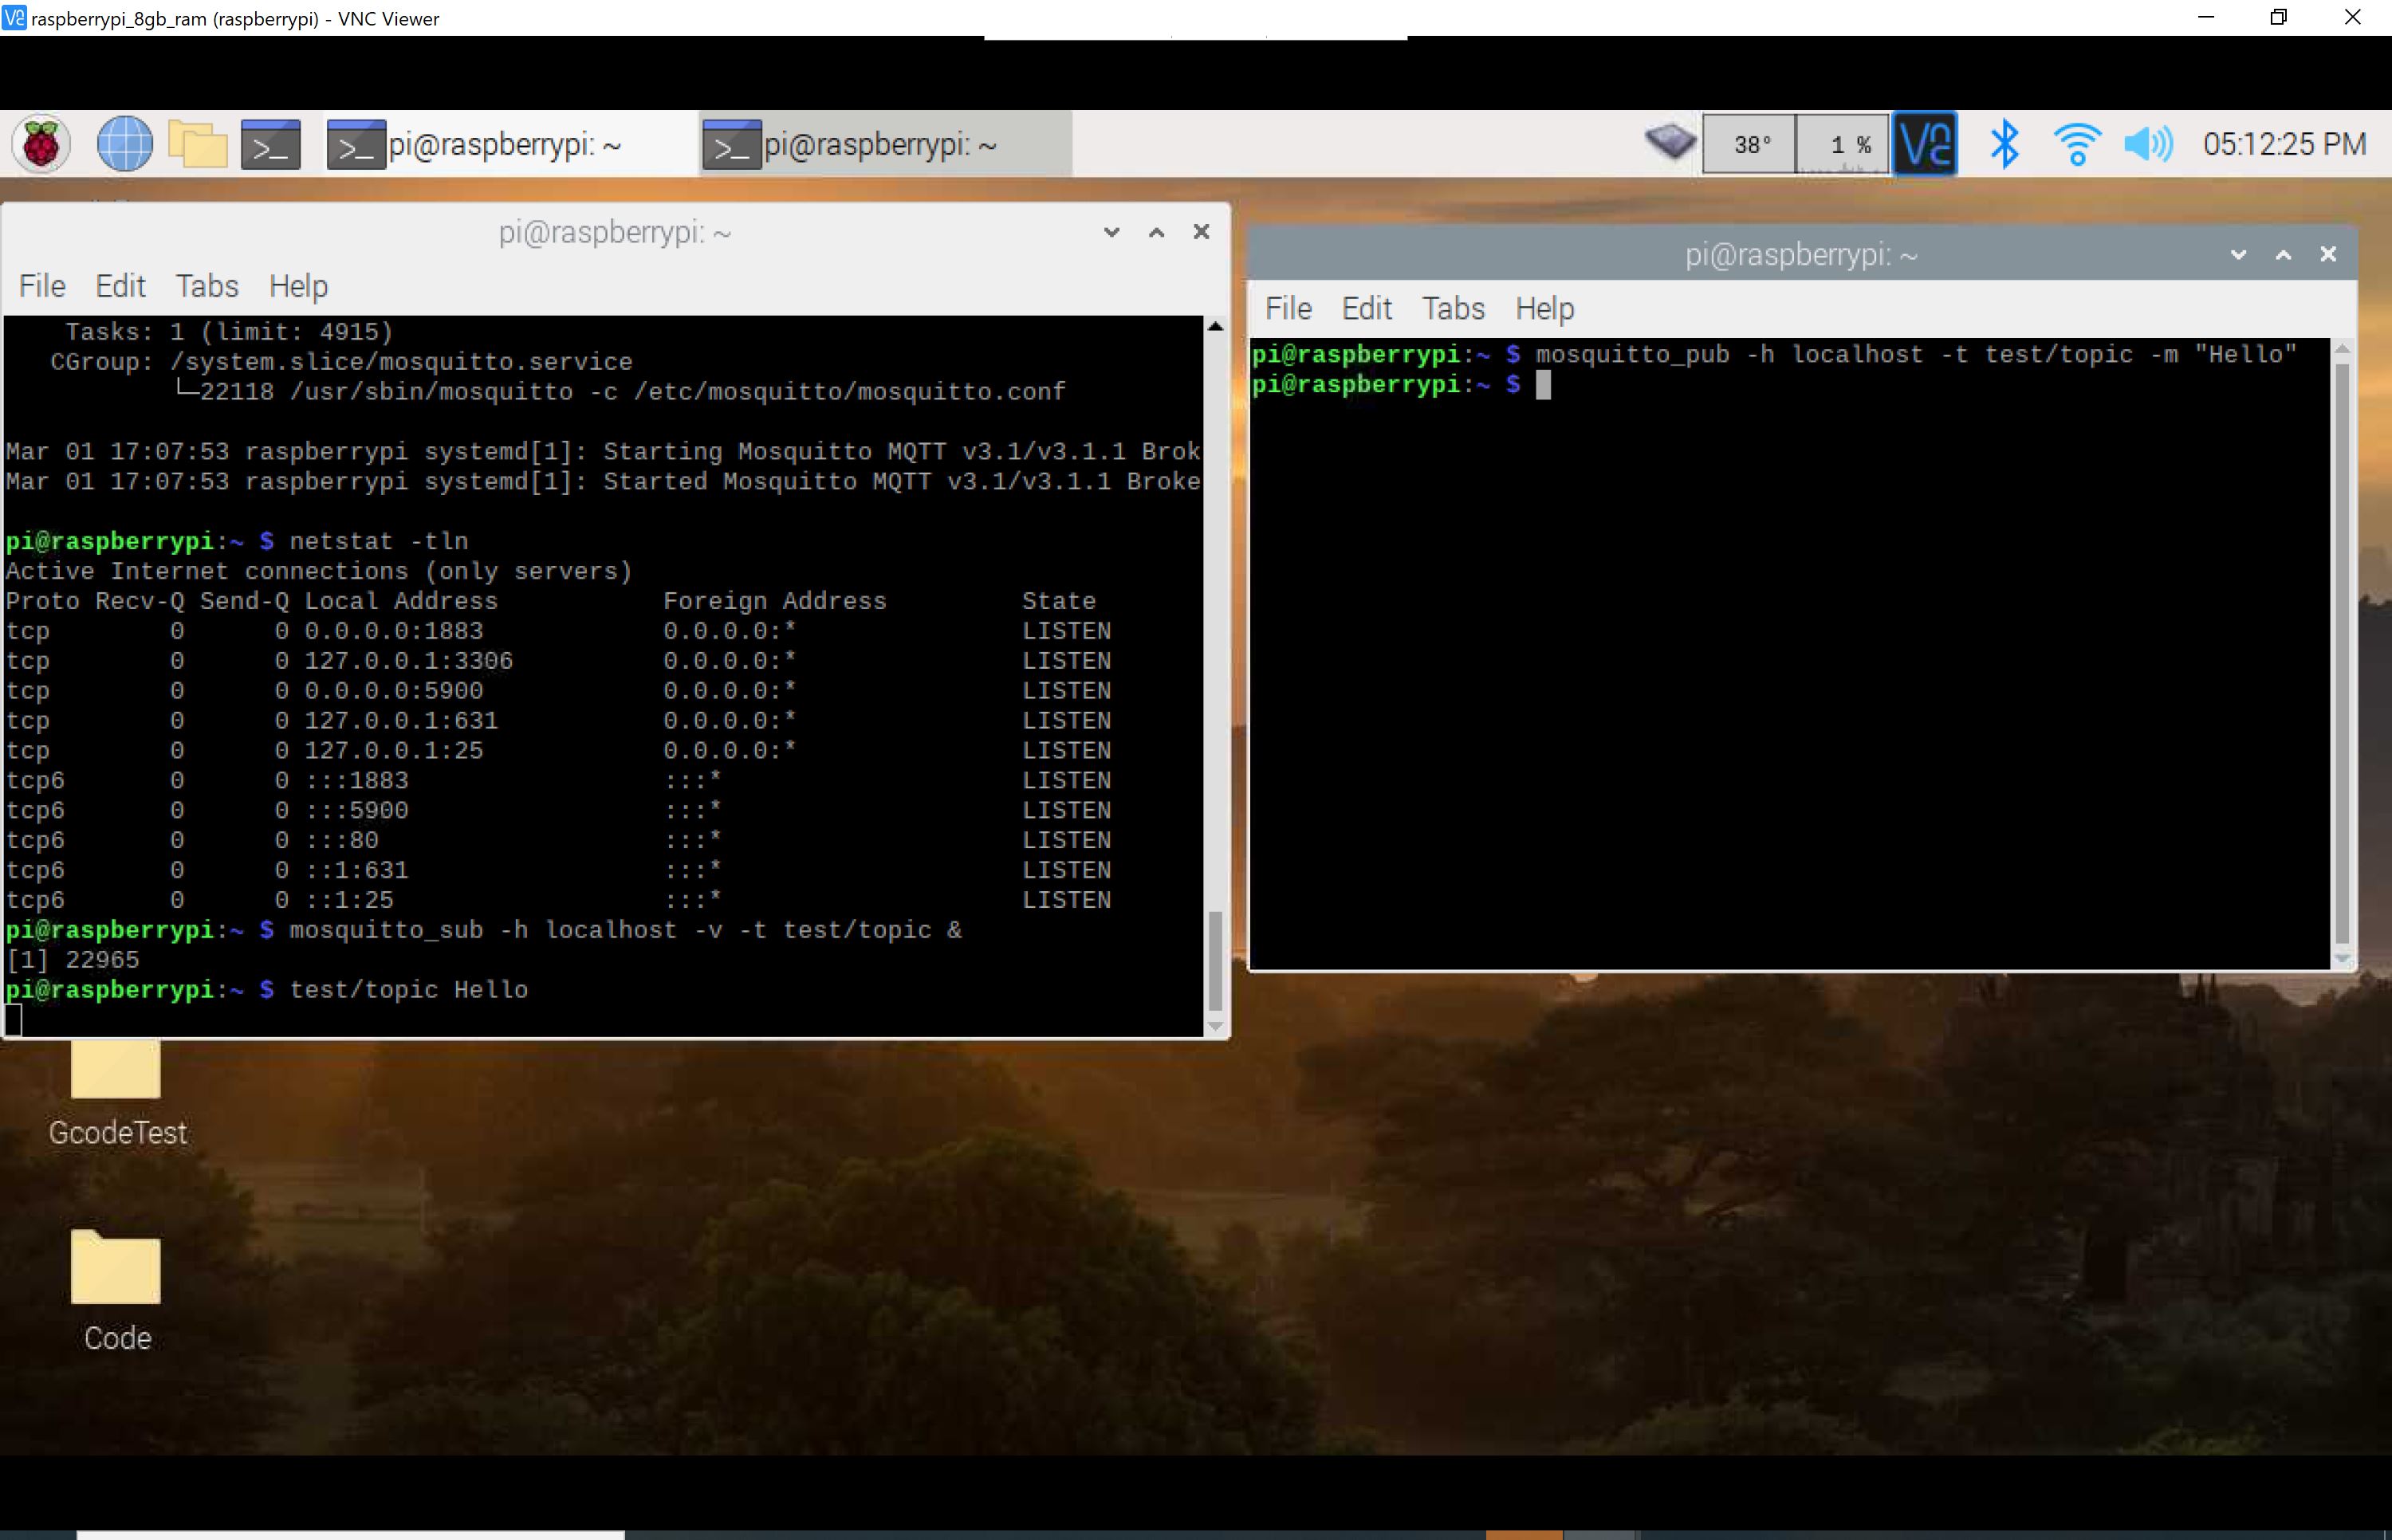 raspberrypi_8gb_ram (raspberrypi) - VNC Viewer
pi@raspberrypi: ~
pi@raspberrypi: ~
38°
1 %
05:12:25 PM
pi@raspberrypi: ~
File Edit Tabs Help
Tasks: 1 (limit: 4915)
CGroup: /system.slice/mosquitto.service
└─22118 /usr/sbin/mosquitto -c /etc/mosquitto/mosquitto.conf
Mar 01 17:07:53 raspberrypi systemd[1]: Starting Mosquitto MQTT v3.1/v3.1.1 Brok
Mar 01 17:07:53 raspberrypi systemd[1]: Started Mosquitto MQTT v3.1/v3.1.1 Broke
pi@raspberrypi:~ $ netstat -tln
Active Internet connections (only servers)
Proto Recv-Q Send-Q Local Address Foreign Address State
tcp 0 0 0.0.0.0:1883 0.0.0.0:* LISTEN
tcp 0 0 127.0.0.1:3306 0.0.0.0:* LISTEN
tcp 0 0 0.0.0.0:5900 0.0.0.0:* LISTEN
tcp 0 0 127.0.0.1:631 0.0.0.0:* LISTEN
tcp 0 0 127.0.0.1:25 0.0.0.0:* LISTEN
tcp6 0 0 :::1883 :::* LISTEN
tcp6 0 0 :::5900 :::* LISTEN
tcp6 0 0 :::80 :::* LISTEN
tcp6 0 0 ::1:631 :::* LISTEN
tcp6 0 0 ::1:25 :::* LISTEN
pi@raspberrypi:~ $ mosquitto_sub -h localhost -v -t test/topic &
[1] 22965
pi@raspberrypi:~ $ test/topic Hello
pi@raspberrypi: ~
File Edit Tabs Help
pi@raspberrypi:~ $ mosquitto_pub -h localhost -t test/topic -m "Hello"
pi@raspberrypi:~ $
GcodeTest
Code